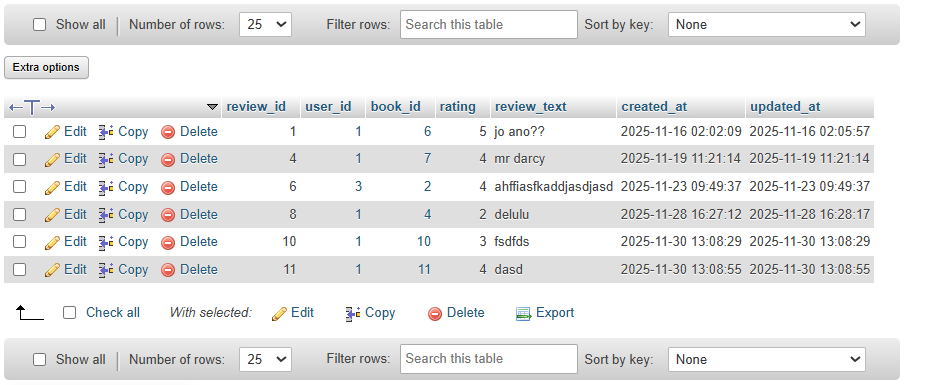 Show all Number of rows: 25 Filter rows: Search this table Sort by key: None
Extra options
review_id user_id book_id rating review_text created_at updated_at
Edit Copy Delete 1 1 6 5 jo ano?? 2025-11-16 02:02:09 2025-11-16 02:05:57
Edit Copy Delete 4 1 7 4 mr darcy 2025-11-19 11:21:14 2025-11-19 11:21:14
Edit Copy Delete 6 3 2 4 ahffiasfkaddjasdjasd 2025-11-23 09:49:37 2025-11-23 09:49:37
Edit Copy Delete 8 1 4 2 delulu 2025-11-28 16:27:12 2025-11-28 16:28:17
Edit Copy Delete 10 1 10 3 fsdfds 2025-11-30 13:08:29 2025-11-30 13:08:29
Edit Copy Delete 11 1 11 4 dasd 2025-11-30 13:08:55 2025-11-30 13:08:55
Check all With selected: Edit Copy Delete Export
Show all Number of rows: 25 Filter rows: Search this table Sort by key: None